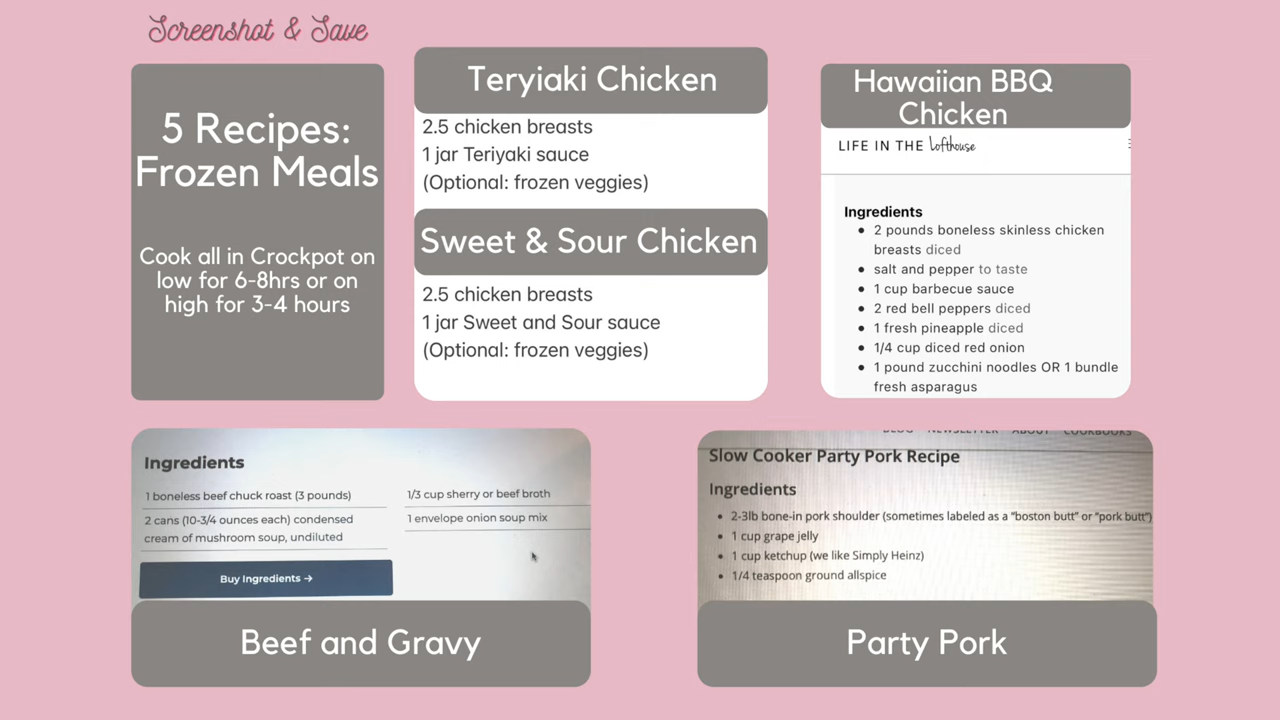 Screenshot & Save
5 Recipes:
Frozen Meals
Cook all in Crockpot on
low for 6-8hrs or on
high for 3-4 hours
Teryiaki Chicken
2.5 chicken breasts
1 jar Teriyaki sauce
(Optional: frozen veggies)
Sweet & Sour Chicken
2.5 chicken breasts
1 jar Sweet and Sour sauce
(Optional: frozen veggies)
Hawaiian BBQ
Chicken
LIFE IN THE lofthouse
Ingredients
• 2 pounds boneless skinless chicken
breasts diced
• salt and pepper to taste
• 1 cup barbecue sauce
• 2 red bell peppers diced
• 1 fresh pineapple diced
• 1/4 cup diced red onion
• 1 pound zucchini noodles OR 1 bundle
fresh asparagus
Ingredients
1 boneless beef chuck roast (3 pounds)
2 cans (10-3/4 ounces each) condensed
cream of mushroom soup, undiluted
1/3 cup sherry or beef broth
1 envelope onion soup mix
Buy Ingredients →
Beef and Gravy
BLOG NEWSLETTER ABOUT COOKBOOKS
Slow Cooker Party Pork Recipe
Ingredients
• 2-3lb bone-in pork shoulder (sometimes labeled as a "boston butt" or "pork butt")
• 1 cup grape jelly
• 1 cup ketchup (we like Simply Heinz)
• 1/4 teaspoon ground allspice
Party Pork